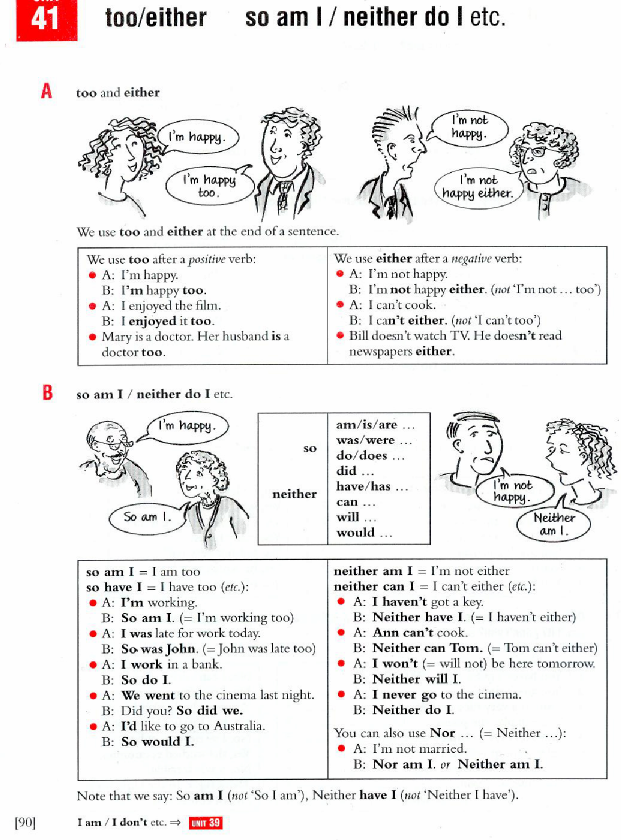 UNIT
41
too/either so am I / neither do I etc.
A too and either
I'm happy.
I'm happy
too.
I'm not
happy.
I'm not
happy either.
We use too and either at the end of a sentence.
We use too after a positive verb:
● A: I'm happy.
B: I'm happy too.
● A: I enjoyed the film.
B: I enjoyed it too.
● Mary is a doctor. Her husband is a
doctor too.
We use either after a negative verb:
● A: I'm not happy.
B: I'm not happy either. (not 'I'm not ... too')
● A: I can't cook.
B: I can't either. (not 'I can't too')
● Bill doesn't watch TV. He doesn't read
newspapers either.
B so am I / neither do I etc.
I'm happy.
So am I.
so
neither
am/is/are ...
was/were ...
do/does ...
did ...
have/has ...
can ...
will ...
would ...
I'm not
happy.
Neither
am I.
so am I = I am too
so have I = I have too (etc.):
● A: I'm working.
B: So am I. (= I'm working too)
● A: I was late for work today.
B: So was John. (= John was late too)
● A: I work in a bank.
B: So do I.
● A: We went to the cinema last night.
B: Did you? So did we.
● A: I'd like to go to Australia.
B: So would I.
neither am I = I'm not either
neither can I = I can't either (etc.):
● A: I haven't got a key.
B: Neither have I. (= I haven't either)
● A: Ann can't cook.
B: Neither can Tom. (= Tom can't either)
● A: I won't (= will not) be here tomorrow.
B: Neither will I.
● A: I never go to the cinema.
B: Neither do I.
You can also use Nor ... (= Neither ...):
● A: I'm not married.
B: Nor am I. or Neither am I.
Note that we say: So am I (not 'So I am'), Neither have I (not 'Neither I have').
[90] I am / I don't etc. ⇒ UNIT 39